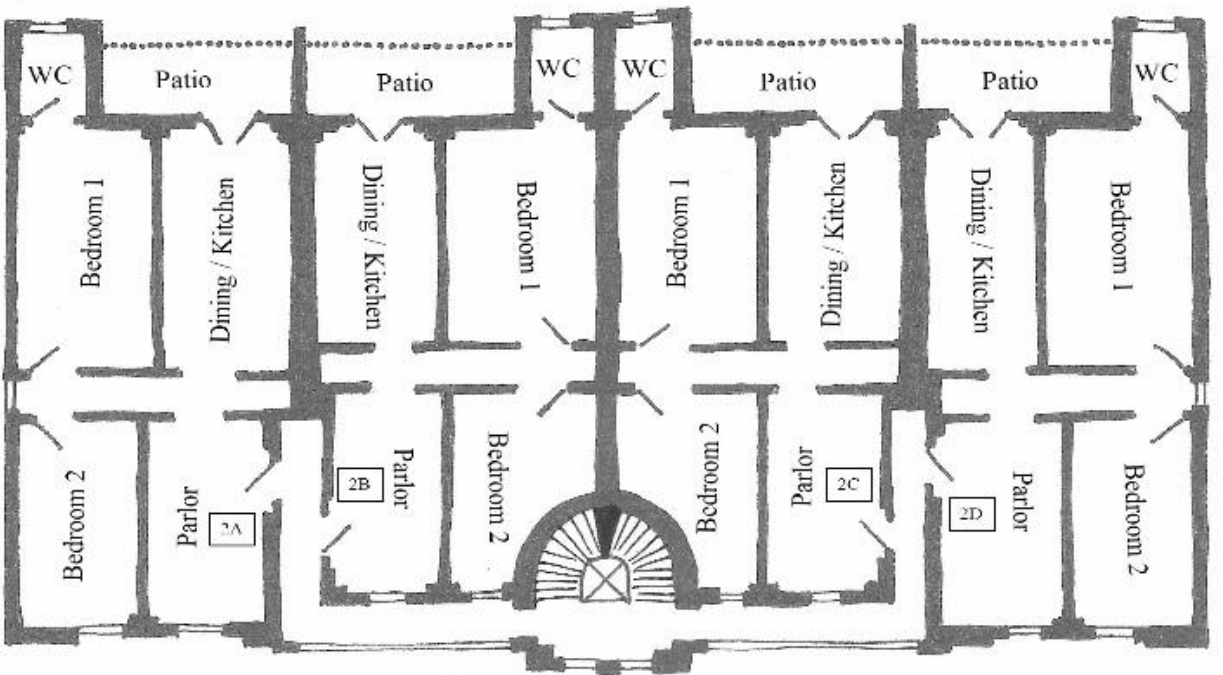 WC
Patio
Patio
WC
WC
Patio
Patio
WC
Bedroom 1
Dining / Kitchen
Dining / Kitchen
Bedroom 1
Bedroom 1
Dining / Kitchen
Dining / Kitchen
Bedroom 1
Bedroom 2
Parlor
2A
2B
Parlor
Bedroom 2
Bedroom 2
Parlor
2C
2D
Parlor
Bedroom 2